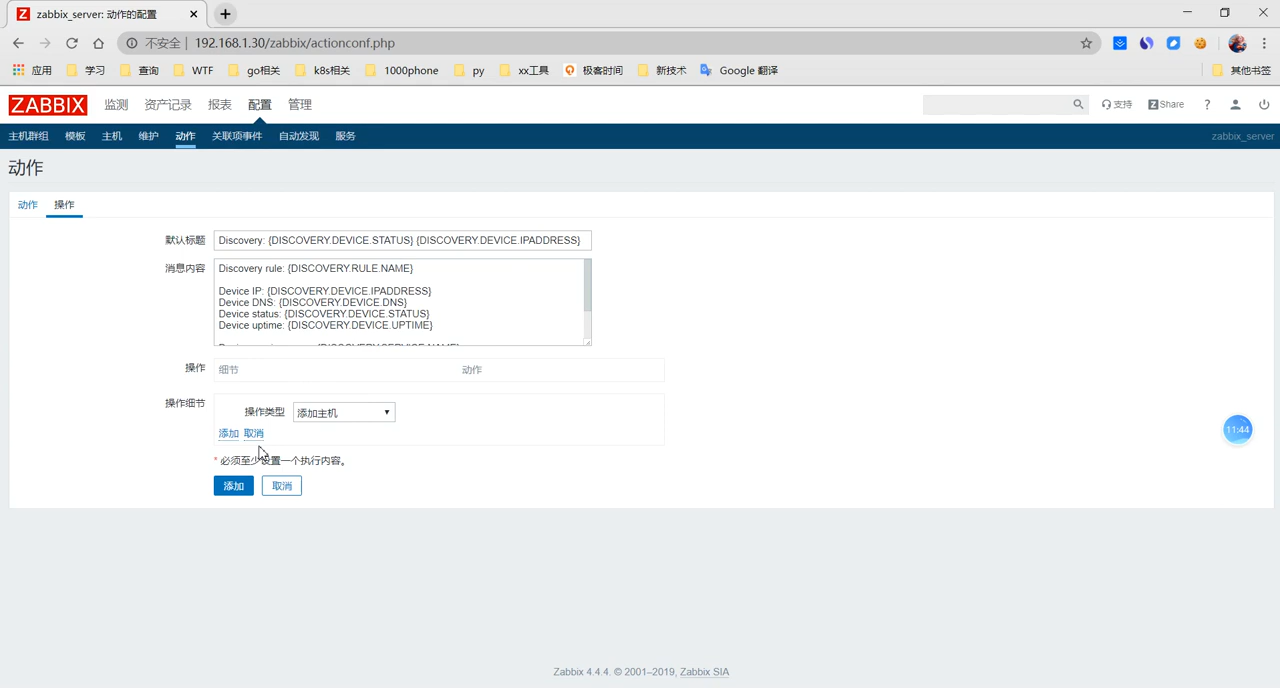 zabbix_server: 动作的配置
不安全 | 192.168.1.30/zabbix/actionconf.php
应用 学习 查询 WTF go相关 k8s相关 1000phone py xx工具 极客时间 新技术 Google 翻译 其他书签
ZABBIX 监测 资产记录 报表 配置 管理 支持 Z Share ?
主机群组 模板 主机 维护 动作 关联项事件 自动发现 服务 zabbix_server
动作
动作 操作
默认标题 Discovery: {DISCOVERY.DEVICE.STATUS} {DISCOVERY.DEVICE.IPADDRESS}
消息内容 Discovery rule: {DISCOVERY.RULE.NAME}
Device IP: {DISCOVERY.DEVICE.IPADDRESS}
Device DNS: {DISCOVERY.DEVICE.DNS}
Device status: {DISCOVERY.DEVICE.STATUS}
Device uptime: {DISCOVERY.DEVICE.UPTIME}
操作 细节 动作
操作细节
操作类型 添加主机
添加 取消
11:44
* 必须至少设置一个执行内容。
添加 取消
Zabbix 4.4.4. © 2001–2019, Zabbix SIA